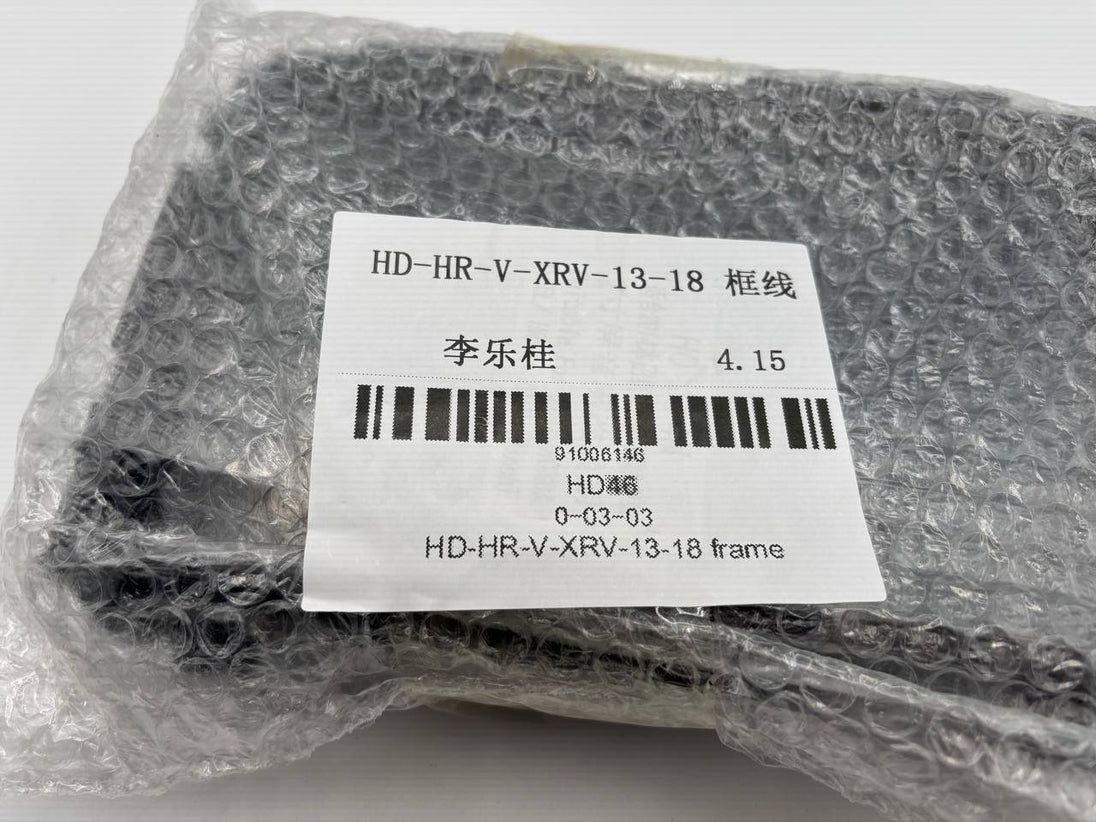 HD-HR-V-XRV-13-18 框线
李乐桂 4.15
91006146
HD46
0-03-03
HD-HR-V-XRV-13-18 frame